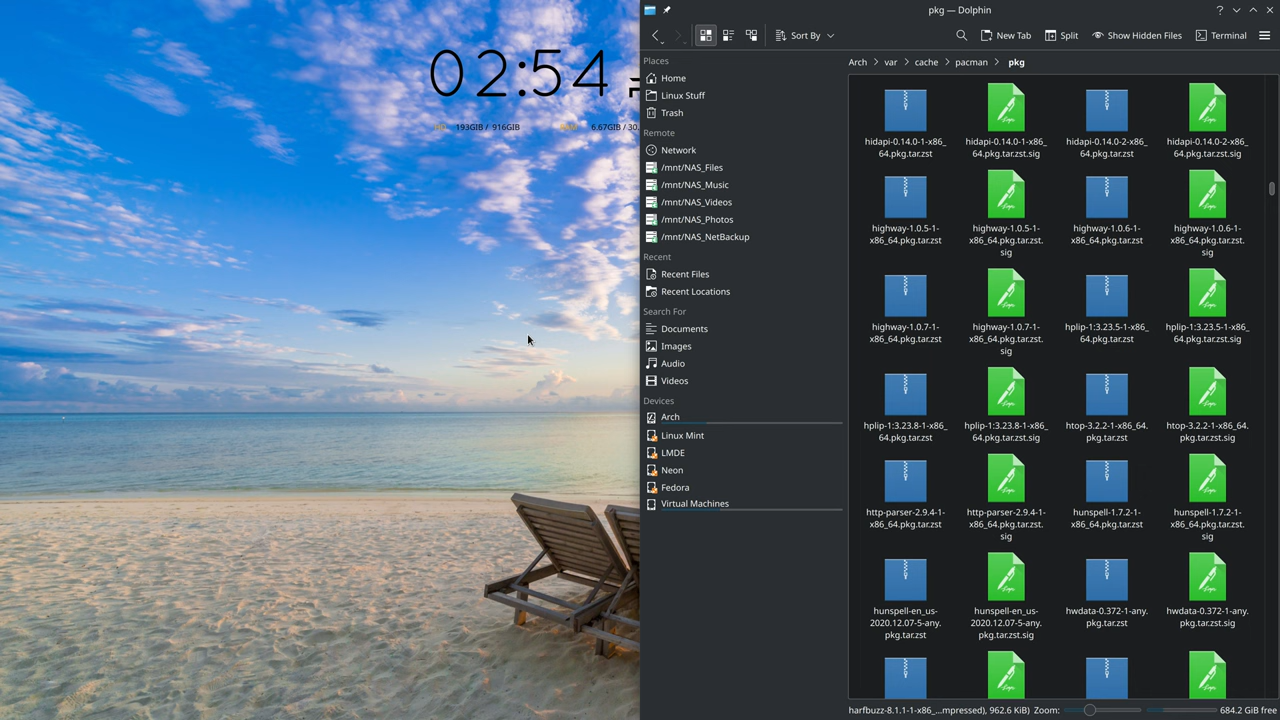 pkg — Dolphin
Sort By
New Tab
Split
Show Hidden Files
Terminal
02:54
193GIB / 916GIB
6.67GIB / 30.
Places
Home
Linux Stuff
Trash
Remote
Network
/mnt/NAS_Files
/mnt/NAS_Music
/mnt/NAS_Videos
/mnt/NAS_Photos
/mnt/NAS_NetBackup
Recent
Recent Files
Recent Locations
Search For
Documents
Images
Audio
Videos
Devices
Arch
Linux Mint
LMDE
Neon
Fedora
Virtual Machines
Arch > var > cache > pacman > pkg
hidapi-0.14.0-1-x86_
64.pkg.tar.zst
hidapi-0.14.0-1-x86_
64.pkg.tar.zst.sig
hidapi-0.14.0-2-x86_
64.pkg.tar.zst
hidapi-0.14.0-2-x86_
64.pkg.tar.zst.sig
highway-1.0.5-1-
x86_64.pkg.tar.zst
highway-1.0.5-1-
x86_64.pkg.tar.zst.
sig
highway-1.0.6-1-
x86_64.pkg.tar.zst
highway-1.0.6-1-
x86_64.pkg.tar.zst.
sig
highway-1.0.7-1-
x86_64.pkg.tar.zst
highway-1.0.7-1-
x86_64.pkg.tar.zst.
sig
hplip-1:3.23.5-1-x86_
64.pkg.tar.zst
hplip-1:3.23.5-1-x86_
64.pkg.tar.zst.sig
hplip-1:3.23.8-1-x86_
64.pkg.tar.zst
hplip-1:3.23.8-1-x86_
64.pkg.tar.zst.sig
htop-3.2.2-1-x86_64.
pkg.tar.zst
htop-3.2.2-1-x86_64.
pkg.tar.zst.sig
http-parser-2.9.4-1-
x86_64.pkg.tar.zst
http-parser-2.9.4-1-
x86_64.pkg.tar.zst.
sig
hunspell-1.7.2-1-
x86_64.pkg.tar.zst
hunspell-1.7.2-1-
x86_64.pkg.tar.zst.
sig
hunspell-en_us-
2020.12.07-5-any.
pkg.tar.zst
hunspell-en_us-
2020.12.07-5-any.
pkg.tar.zst.sig
hwdata-0.372-1-any.
pkg.tar.zst
hwdata-0.372-1-any.
pkg.tar.zst.sig
harfbuzz-8.1.1-1-x86_...mpressed), 962.6 KiB)
Zoom:
684.2 GiB free